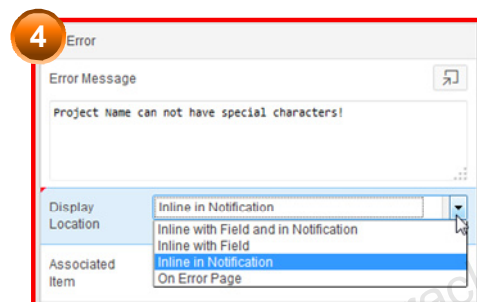 4
Error
Error Message
Project Name can not have special characters!
Display Location
Inline in Notification
Inline with Field and in Notification
Inline with Field
Inline in Notification
On Error Page
Associated Item